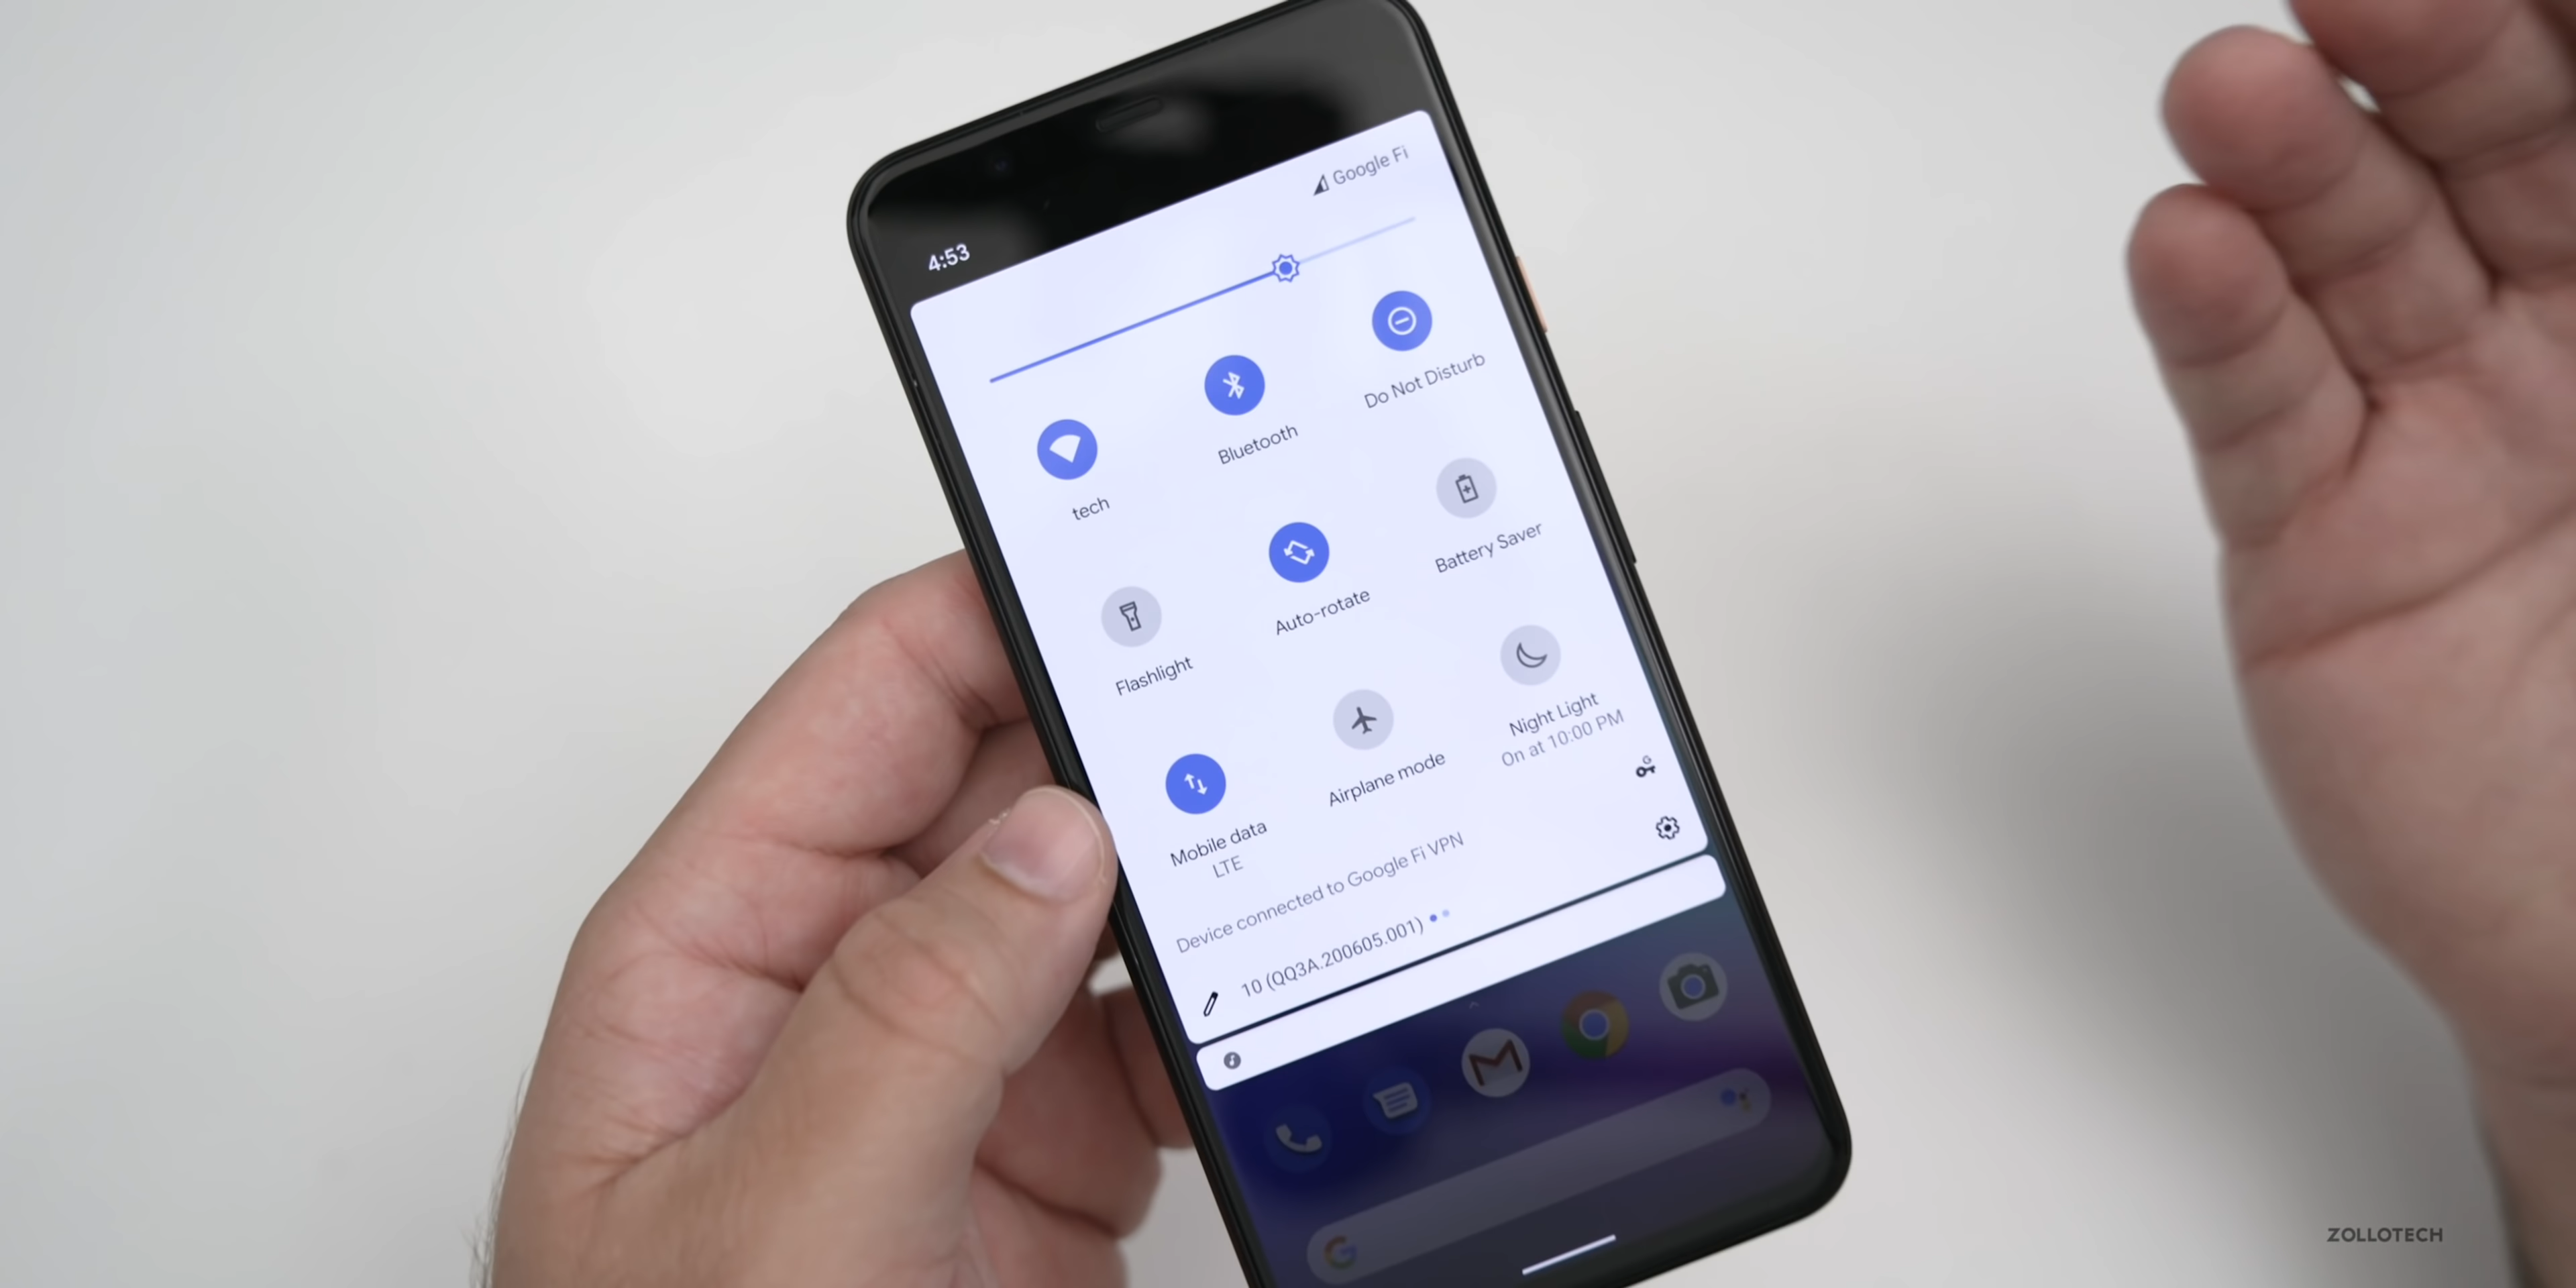 4:53
Google Fi
tech
Bluetooth
Do Not Disturb
Flashlight
Auto-rotate
Battery Saver
Mobile data
LTE
Airplane mode
Night Light
On at 10:00 PM
Device connected to Google Fi VPN
10 (QQ3A.200605.001)
ZOLLOTECH